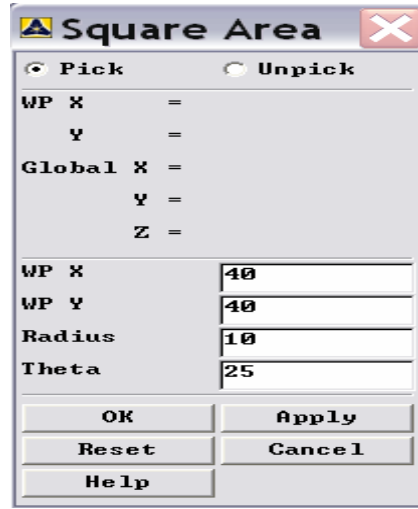 Square Area
Pick Unpick
WP X =
Y =
Global X =
Y =
Z =
WP X 40
WP Y 40
Radius 10
Theta 25
OK Apply
Reset Cancel
Help